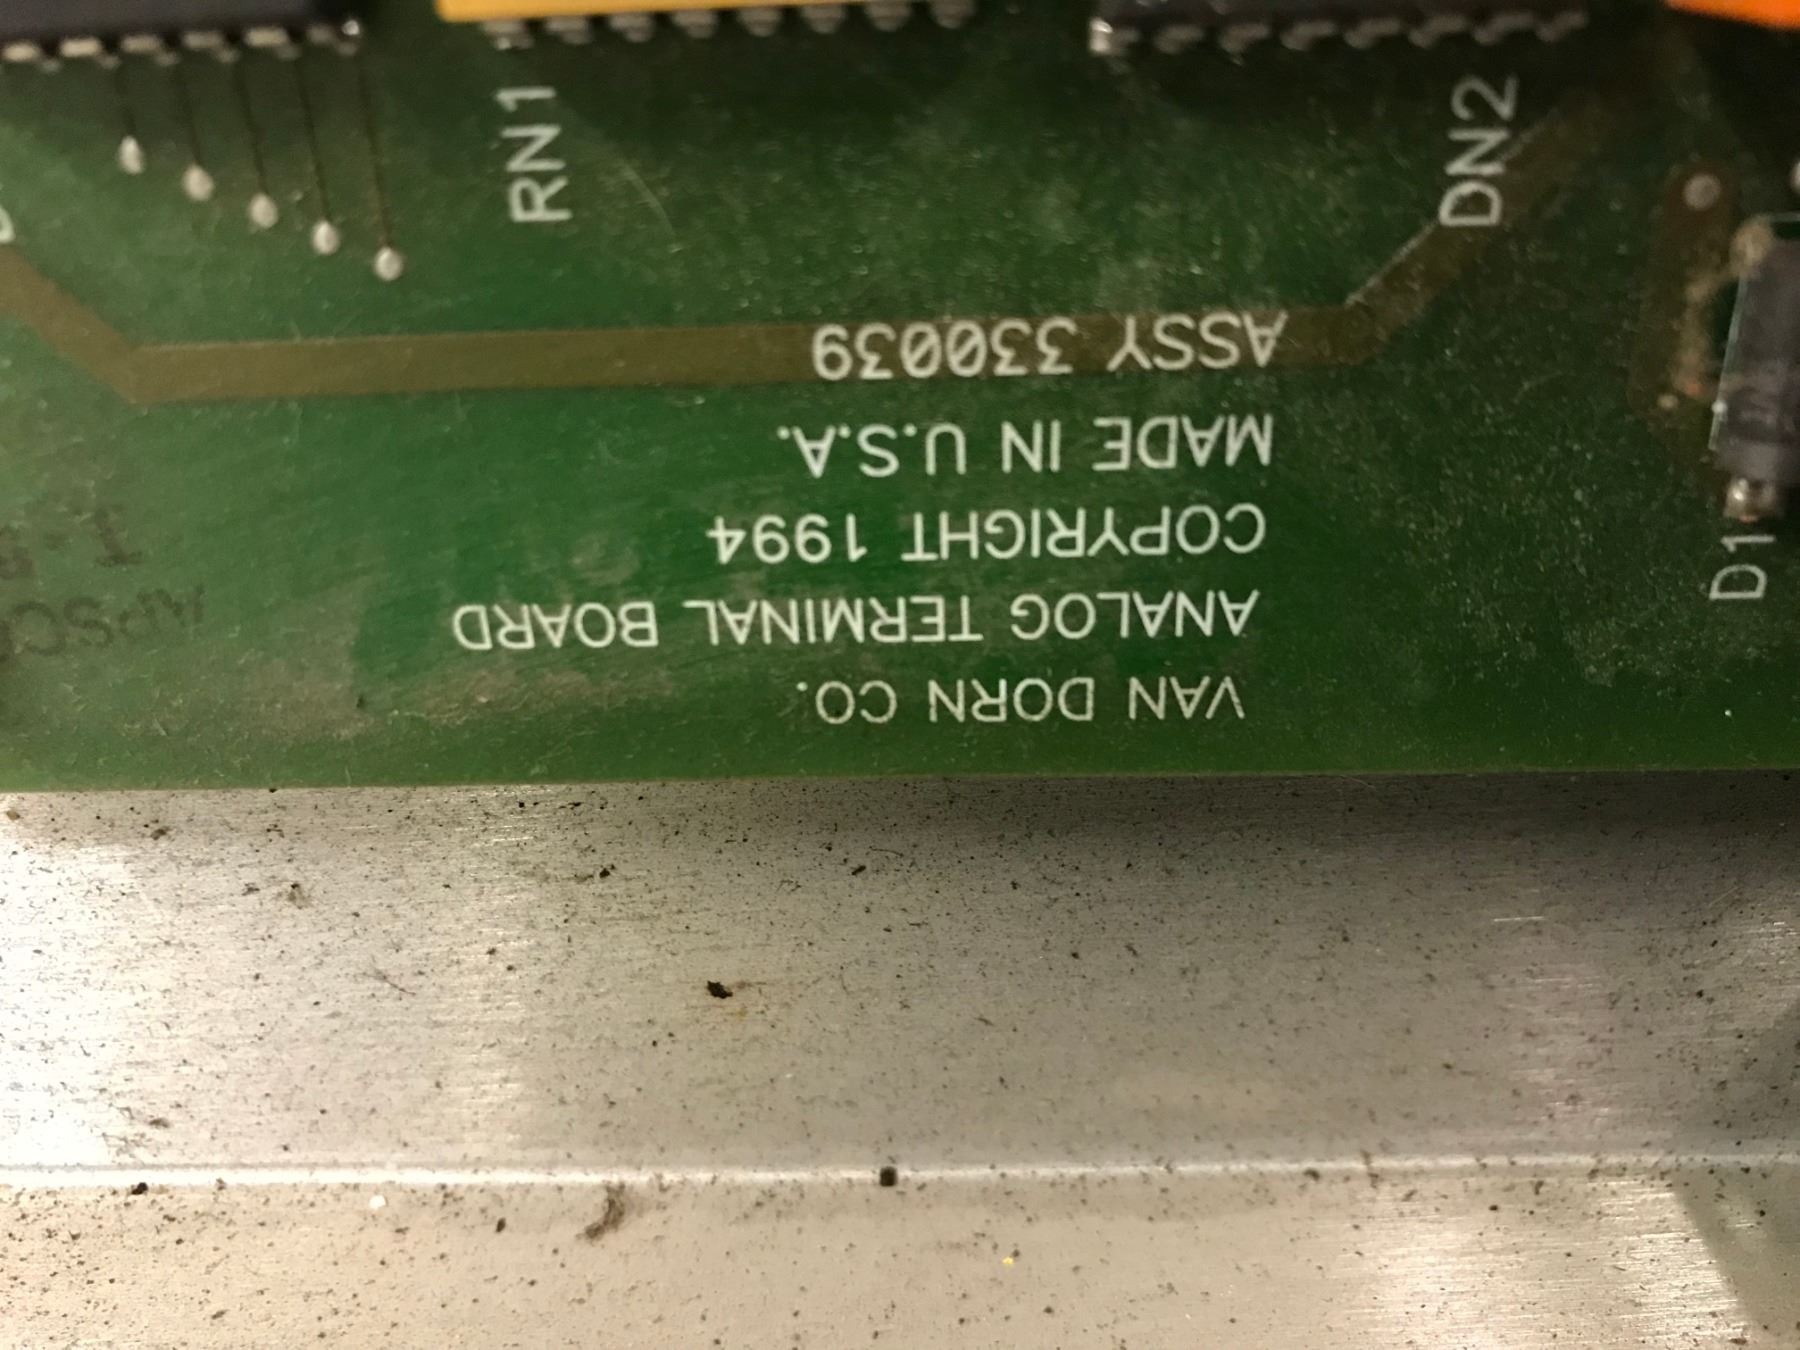 VAN DORN CO.
ANALOG TERMINAL BOARD
COPYRIGHT 1994
MADE IN U.S.A.
ASSY 330039
RN1
DN2
D1